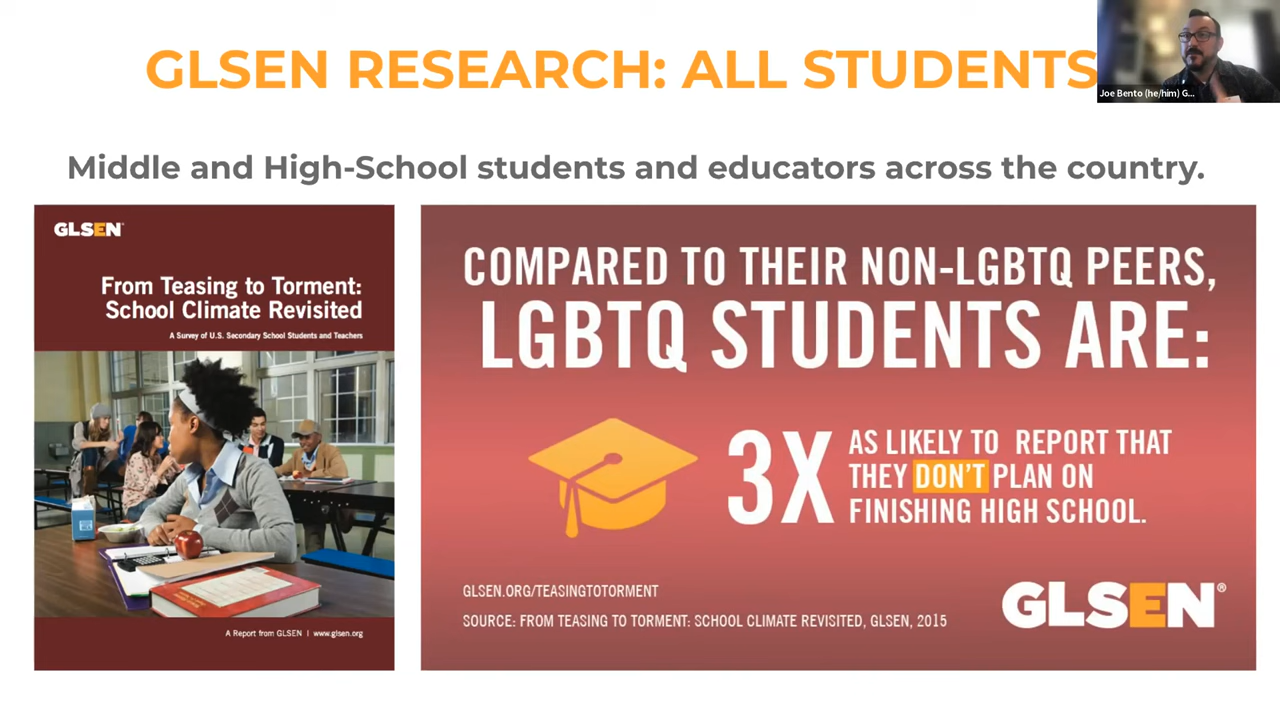 GLSEN RESEARCH: ALL STUDENTS
Joe Bento (he/him) G...
Middle and High-School students and educators across the country.
GLSEN
From Teasing to Torment:
School Climate Revisited
A Survey of U.S. Secondary School Students and Teachers
A Report from GLSEN | www.glsen.org
COMPARED TO THEIR NON-LGBTQ PEERS,
LGBTQ STUDENTS ARE:
3X
AS LIKELY TO REPORT THAT
THEY DON'T PLAN ON
FINISHING HIGH SCHOOL.
GLSEN.ORG/TEASINGTOTORMENT
SOURCE: FROM TEASING TO TORMENT: SCHOOL CLIMATE REVISITED, GLSEN, 2015
GLSEN®